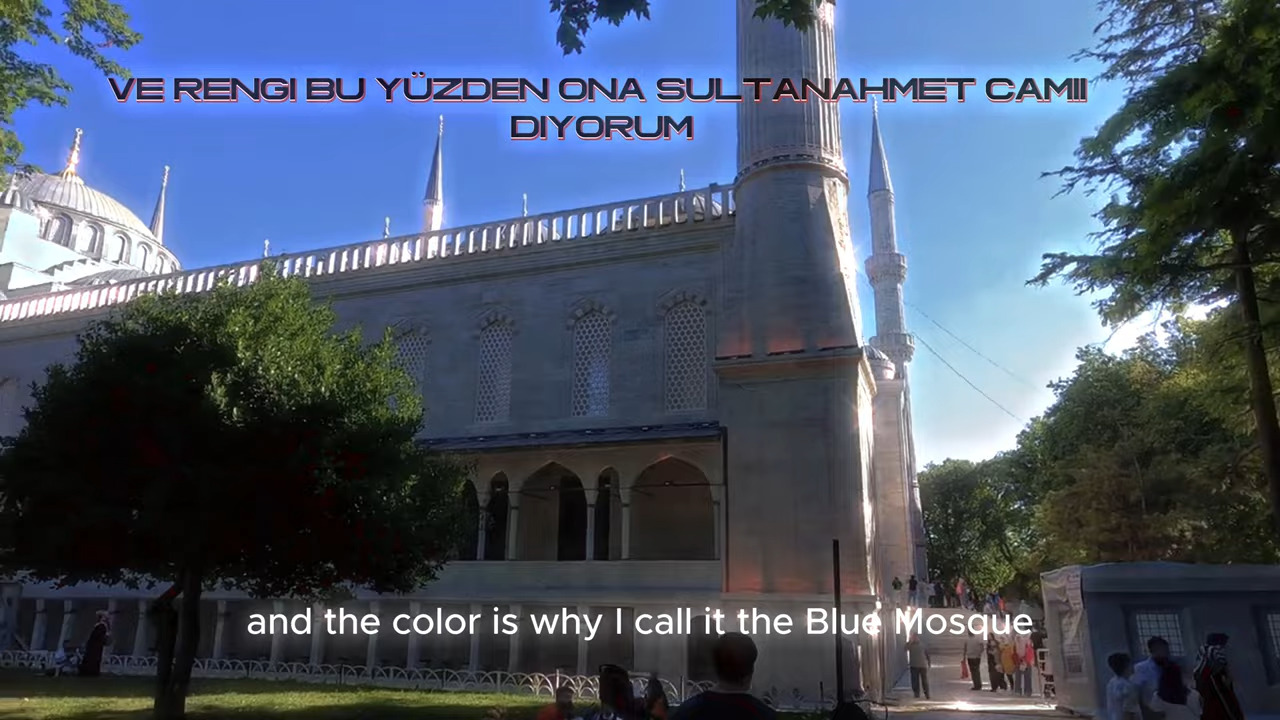 VE RENGI BU YÜZDEN ONA SULTANAHMET CAMII
DIYORUM
and the color is why I call it the Blue Mosque